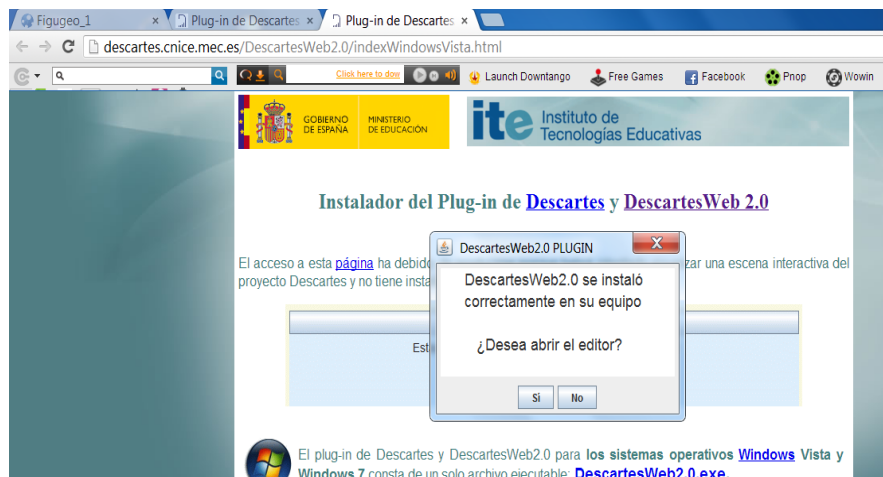 Figugeo_1
Plug-in de Descartes
Plug-in de Descartes
descartes.cnice.mec.es/DescartesWeb2.0/indexWindowsVista.html
Click here to dow
Launch Downtango
Free Games
Facebook
Pnop
Wowin
GOBIERNO DE ESPAÑA
MINISTERIO DE EDUCACIÓN
ite Instituto de Tecnologías Educativas
Instalador del Plug-in de Descartes y DescartesWeb 2.0
DescartesWeb2.0 PLUGIN
El acceso a esta página ha debido
zar una escena interactiva del
proyecto Descartes y no tiene insta
DescartesWeb2.0 se instaló
correctamente en su equipo
Est
¿Desea abrir el editor?
Sí
No
El plug-in de Descartes y DescartesWeb2.0 para los sistemas operativos Windows Vista y
Windows 7 consta de un solo archivo ejecutable: DescartesWeb2.0.exe.